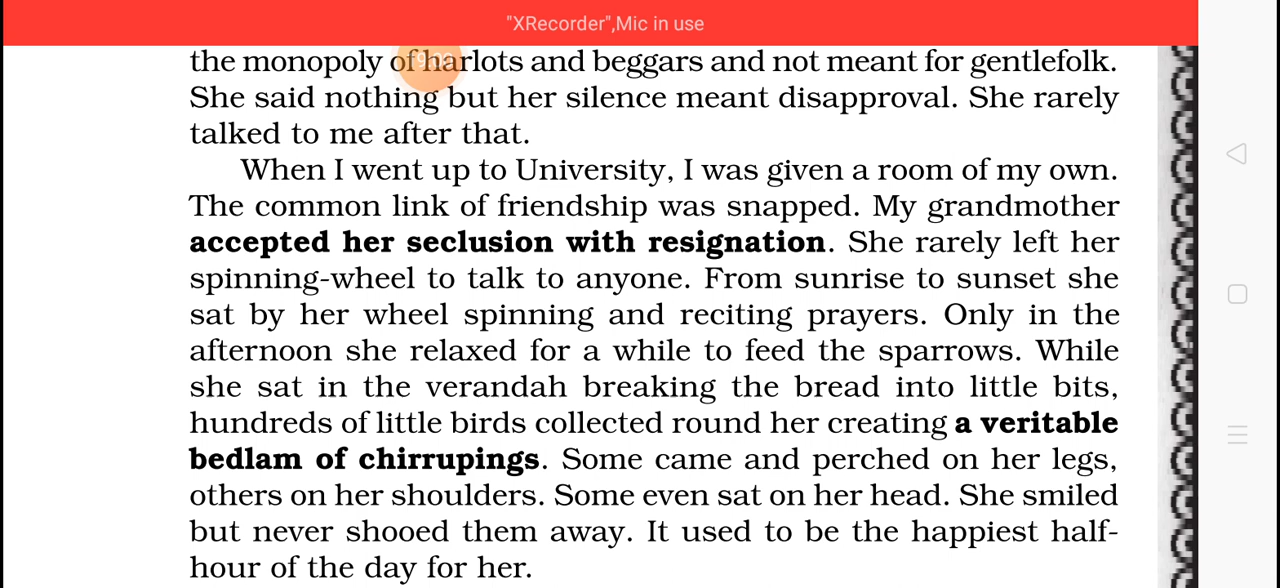 "XRecorder",Mic in use
the monopoly of harlots and beggars and not meant for gentlefolk.
She said nothing but her silence meant disapproval. She rarely
talked to me after that.
When I went up to University, I was given a room of my own.
The common link of friendship was snapped. My grandmother
accepted her seclusion with resignation. She rarely left her
spinning-wheel to talk to anyone. From sunrise to sunset she
sat by her wheel spinning and reciting prayers. Only in the
afternoon she relaxed for a while to feed the sparrows. While
she sat in the verandah breaking the bread into little bits,
hundreds of little birds collected round her creating a veritable
bedlam of chirrupings. Some came and perched on her legs,
others on her shoulders. Some even sat on her head. She smiled
but never shooed them away. It used to be the happiest half-
hour of the day for her.